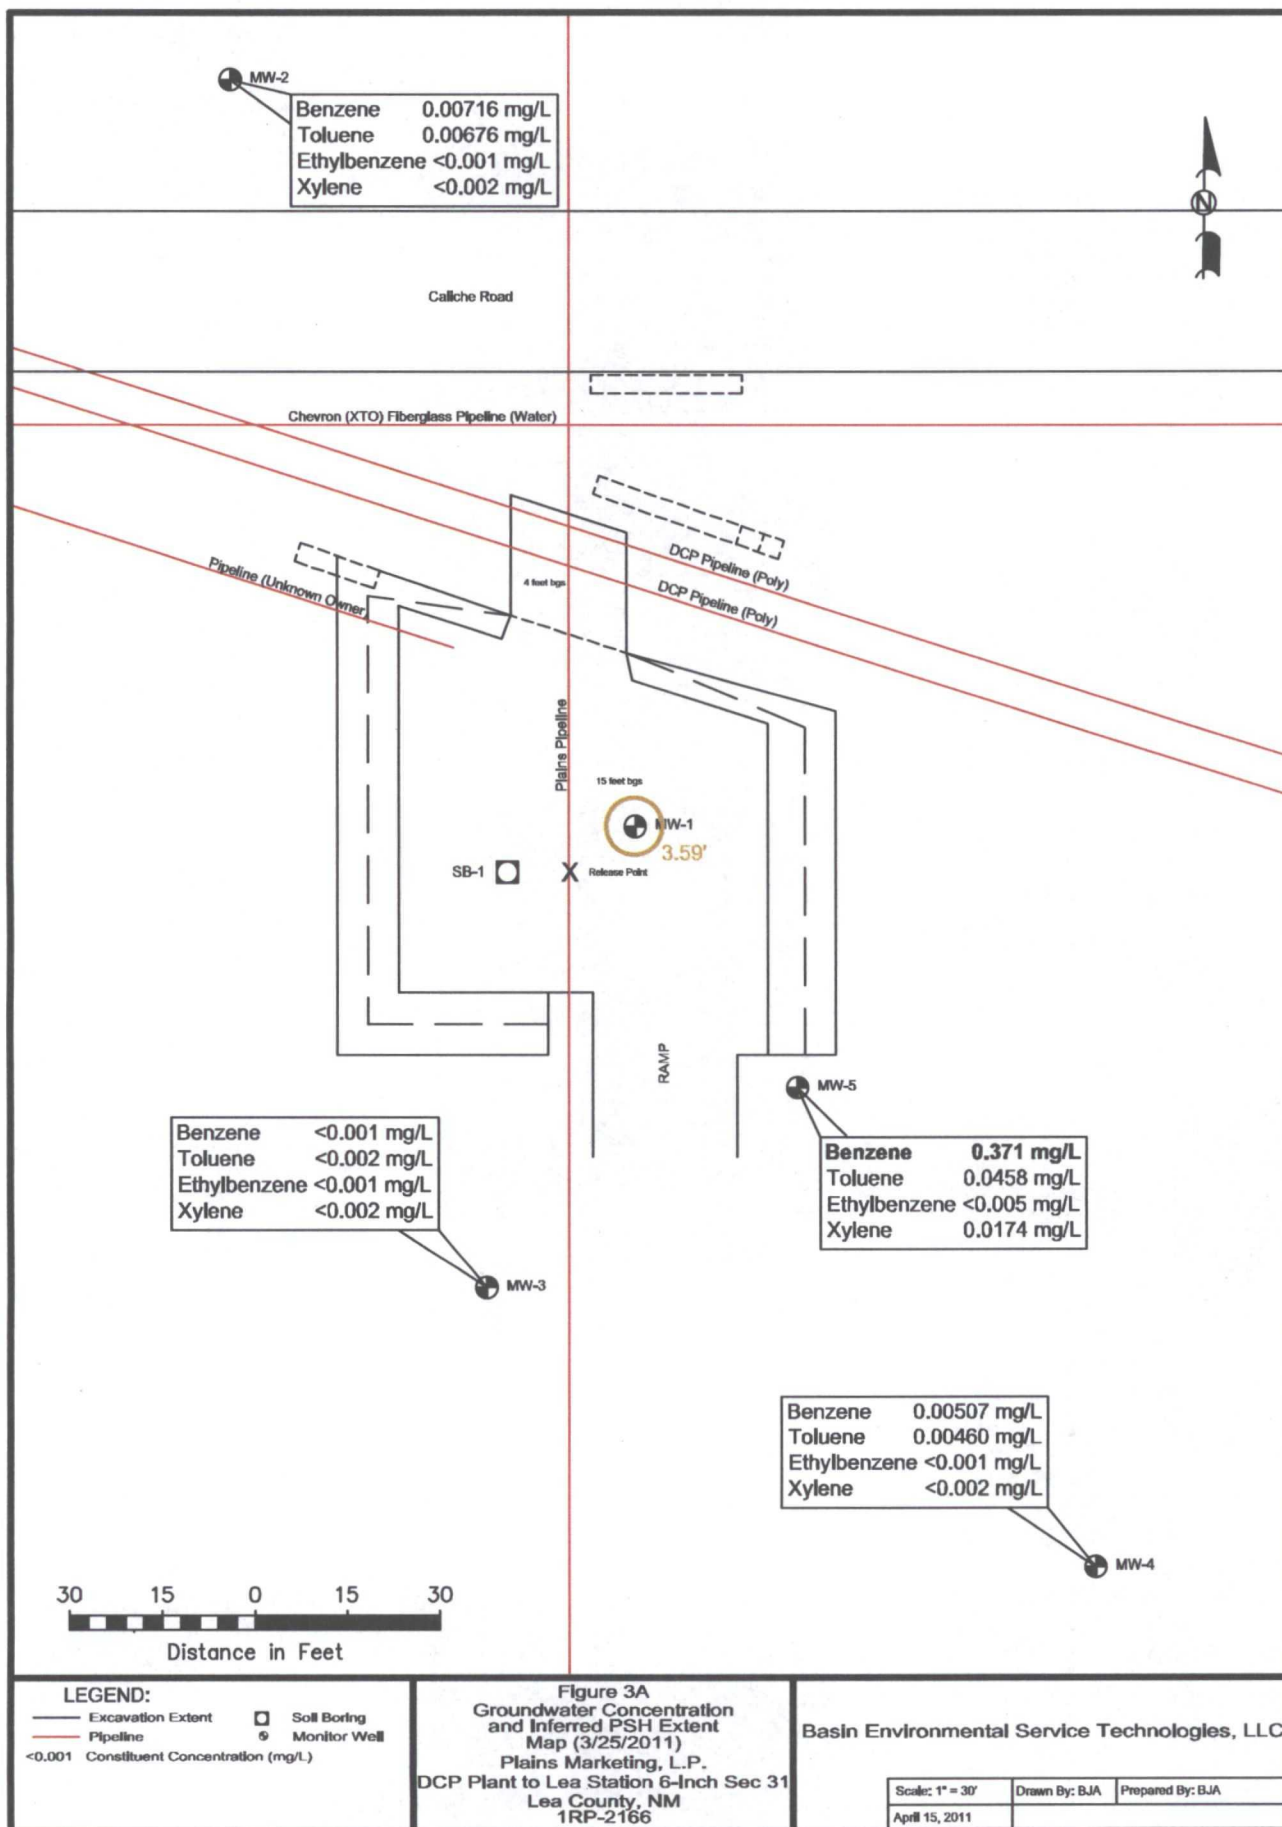 MW-2
Benzene 0.00716 mg/L
Toluene 0.00676 mg/L
Ethylbenzene <0.001 mg/L
Xylene <0.002 mg/L
N
Caliche Road
Chevron (XTO) Fiberglass Pipeline (Water)
DCP Pipeline (Poly)
DCP Pipeline (Poly)
4 feet bgs
Pipeline (Unknown Owner)
Plains Pipeline
15 feet bgs
MW-1
3.59'
SB-1
X
Release Point
RAMP
MW-5
Benzene 0.371 mg/L
Toluene 0.0458 mg/L
Ethylbenzene <0.005 mg/L
Xylene 0.0174 mg/L
Benzene <0.001 mg/L
Toluene <0.002 mg/L
Ethylbenzene <0.001 mg/L
Xylene <0.002 mg/L
MW-3
Benzene 0.00507 mg/L
Toluene 0.00460 mg/L
Ethylbenzene <0.001 mg/L
Xylene <0.002 mg/L
MW-4
30 15 0 15 30
Distance in Feet
LEGEND:
Excavation Extent
Soil Boring
Pipeline
Monitor Well
<0.001 Constituent Concentration (mg/L)
Figure 3A
Groundwater Concentration
and Inferred PSH Extent
Map (3/25/2011)
Plains Marketing, L.P.
DCP Plant to Lea Station 6-Inch Sec 31
Lea County, NM
1RP-2166
Basin Environmental Service Technologies, LLC
Scale: 1" = 30'
Drawn By: BJA
Prepared By: BJA
April 15, 2011